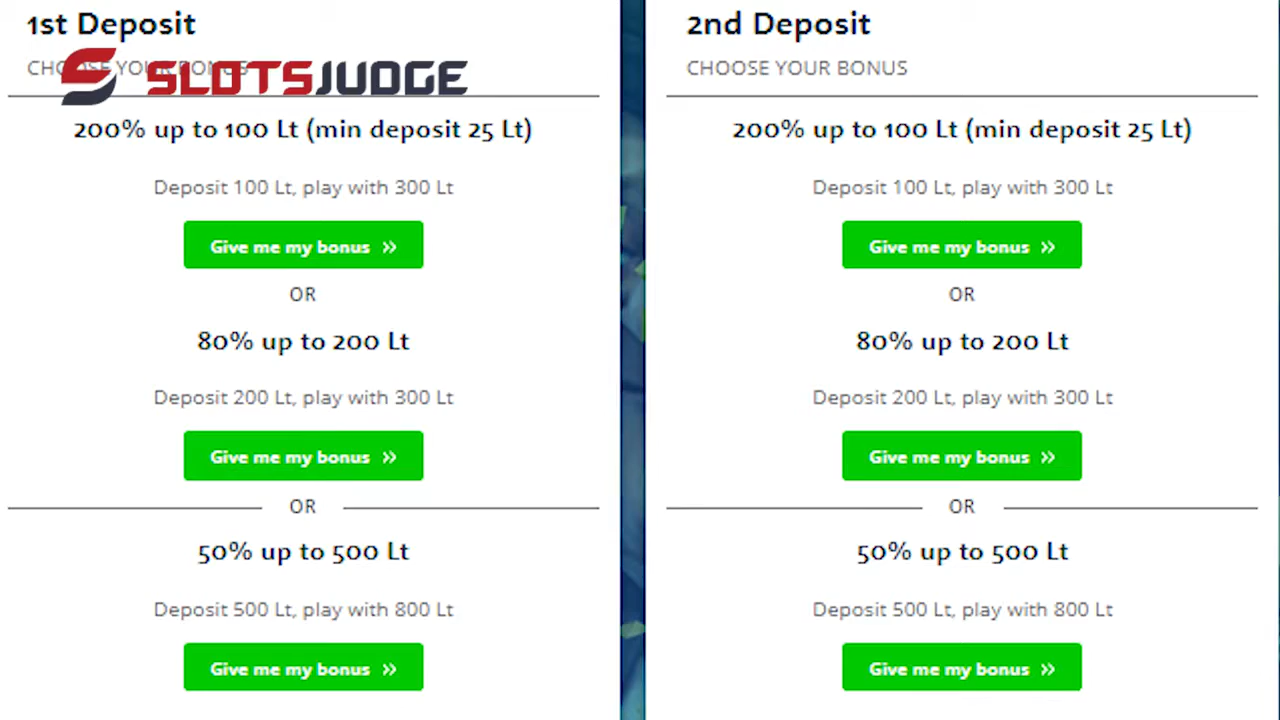 1st Deposit
CHOOSE YOUR BONUS
SLOTSJUDGE
200% up to 100 Lt (min deposit 25 Lt)
Deposit 100 Lt, play with 300 Lt
Give me my bonus »
OR
80% up to 200 Lt
Deposit 200 Lt, play with 300 Lt
Give me my bonus »
OR
50% up to 500 Lt
Deposit 500 Lt, play with 800 Lt
Give me my bonus »
2nd Deposit
CHOOSE YOUR BONUS
200% up to 100 Lt (min deposit 25 Lt)
Deposit 100 Lt, play with 300 Lt
Give me my bonus »
OR
80% up to 200 Lt
Deposit 200 Lt, play with 300 Lt
Give me my bonus »
OR
50% up to 500 Lt
Deposit 500 Lt, play with 800 Lt
Give me my bonus »